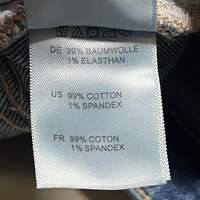 DE 99% BAUMWOLLE
1% ELASTHAN
US 99% COTTON
1% SPANDEX
FR 99% COTON
1% SPANDEX